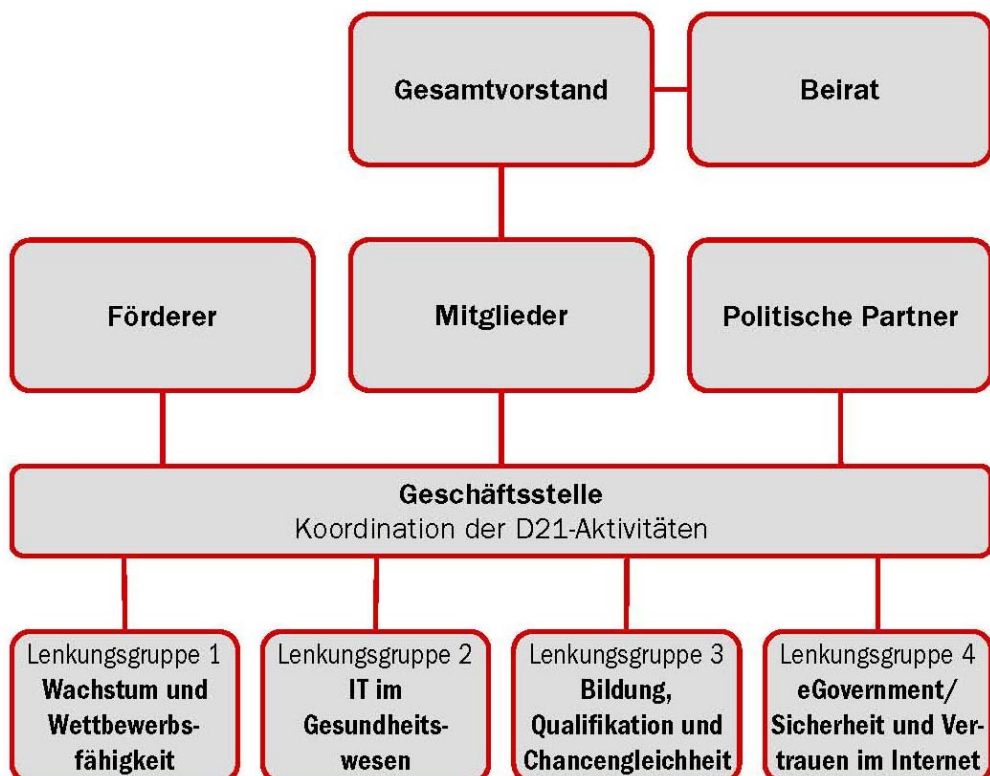 Gesamtvorstand
Beirat
Förderer
Mitglieder
Politische Partner
Geschäftsstelle
Koordination der D21-Aktivitäten
Lenkungsgruppe 1
Wachstum und
Wettbewerbs-
fähigkeit
Lenkungsgruppe 2
IT im
Gesundheits-
wesen
Lenkungsgruppe 3
Bildung,
Qualifikation und
Chancengleichheit
Lenkungsgruppe 4
eGovernment/
Sicherheit und Ver-
trauen im Internet